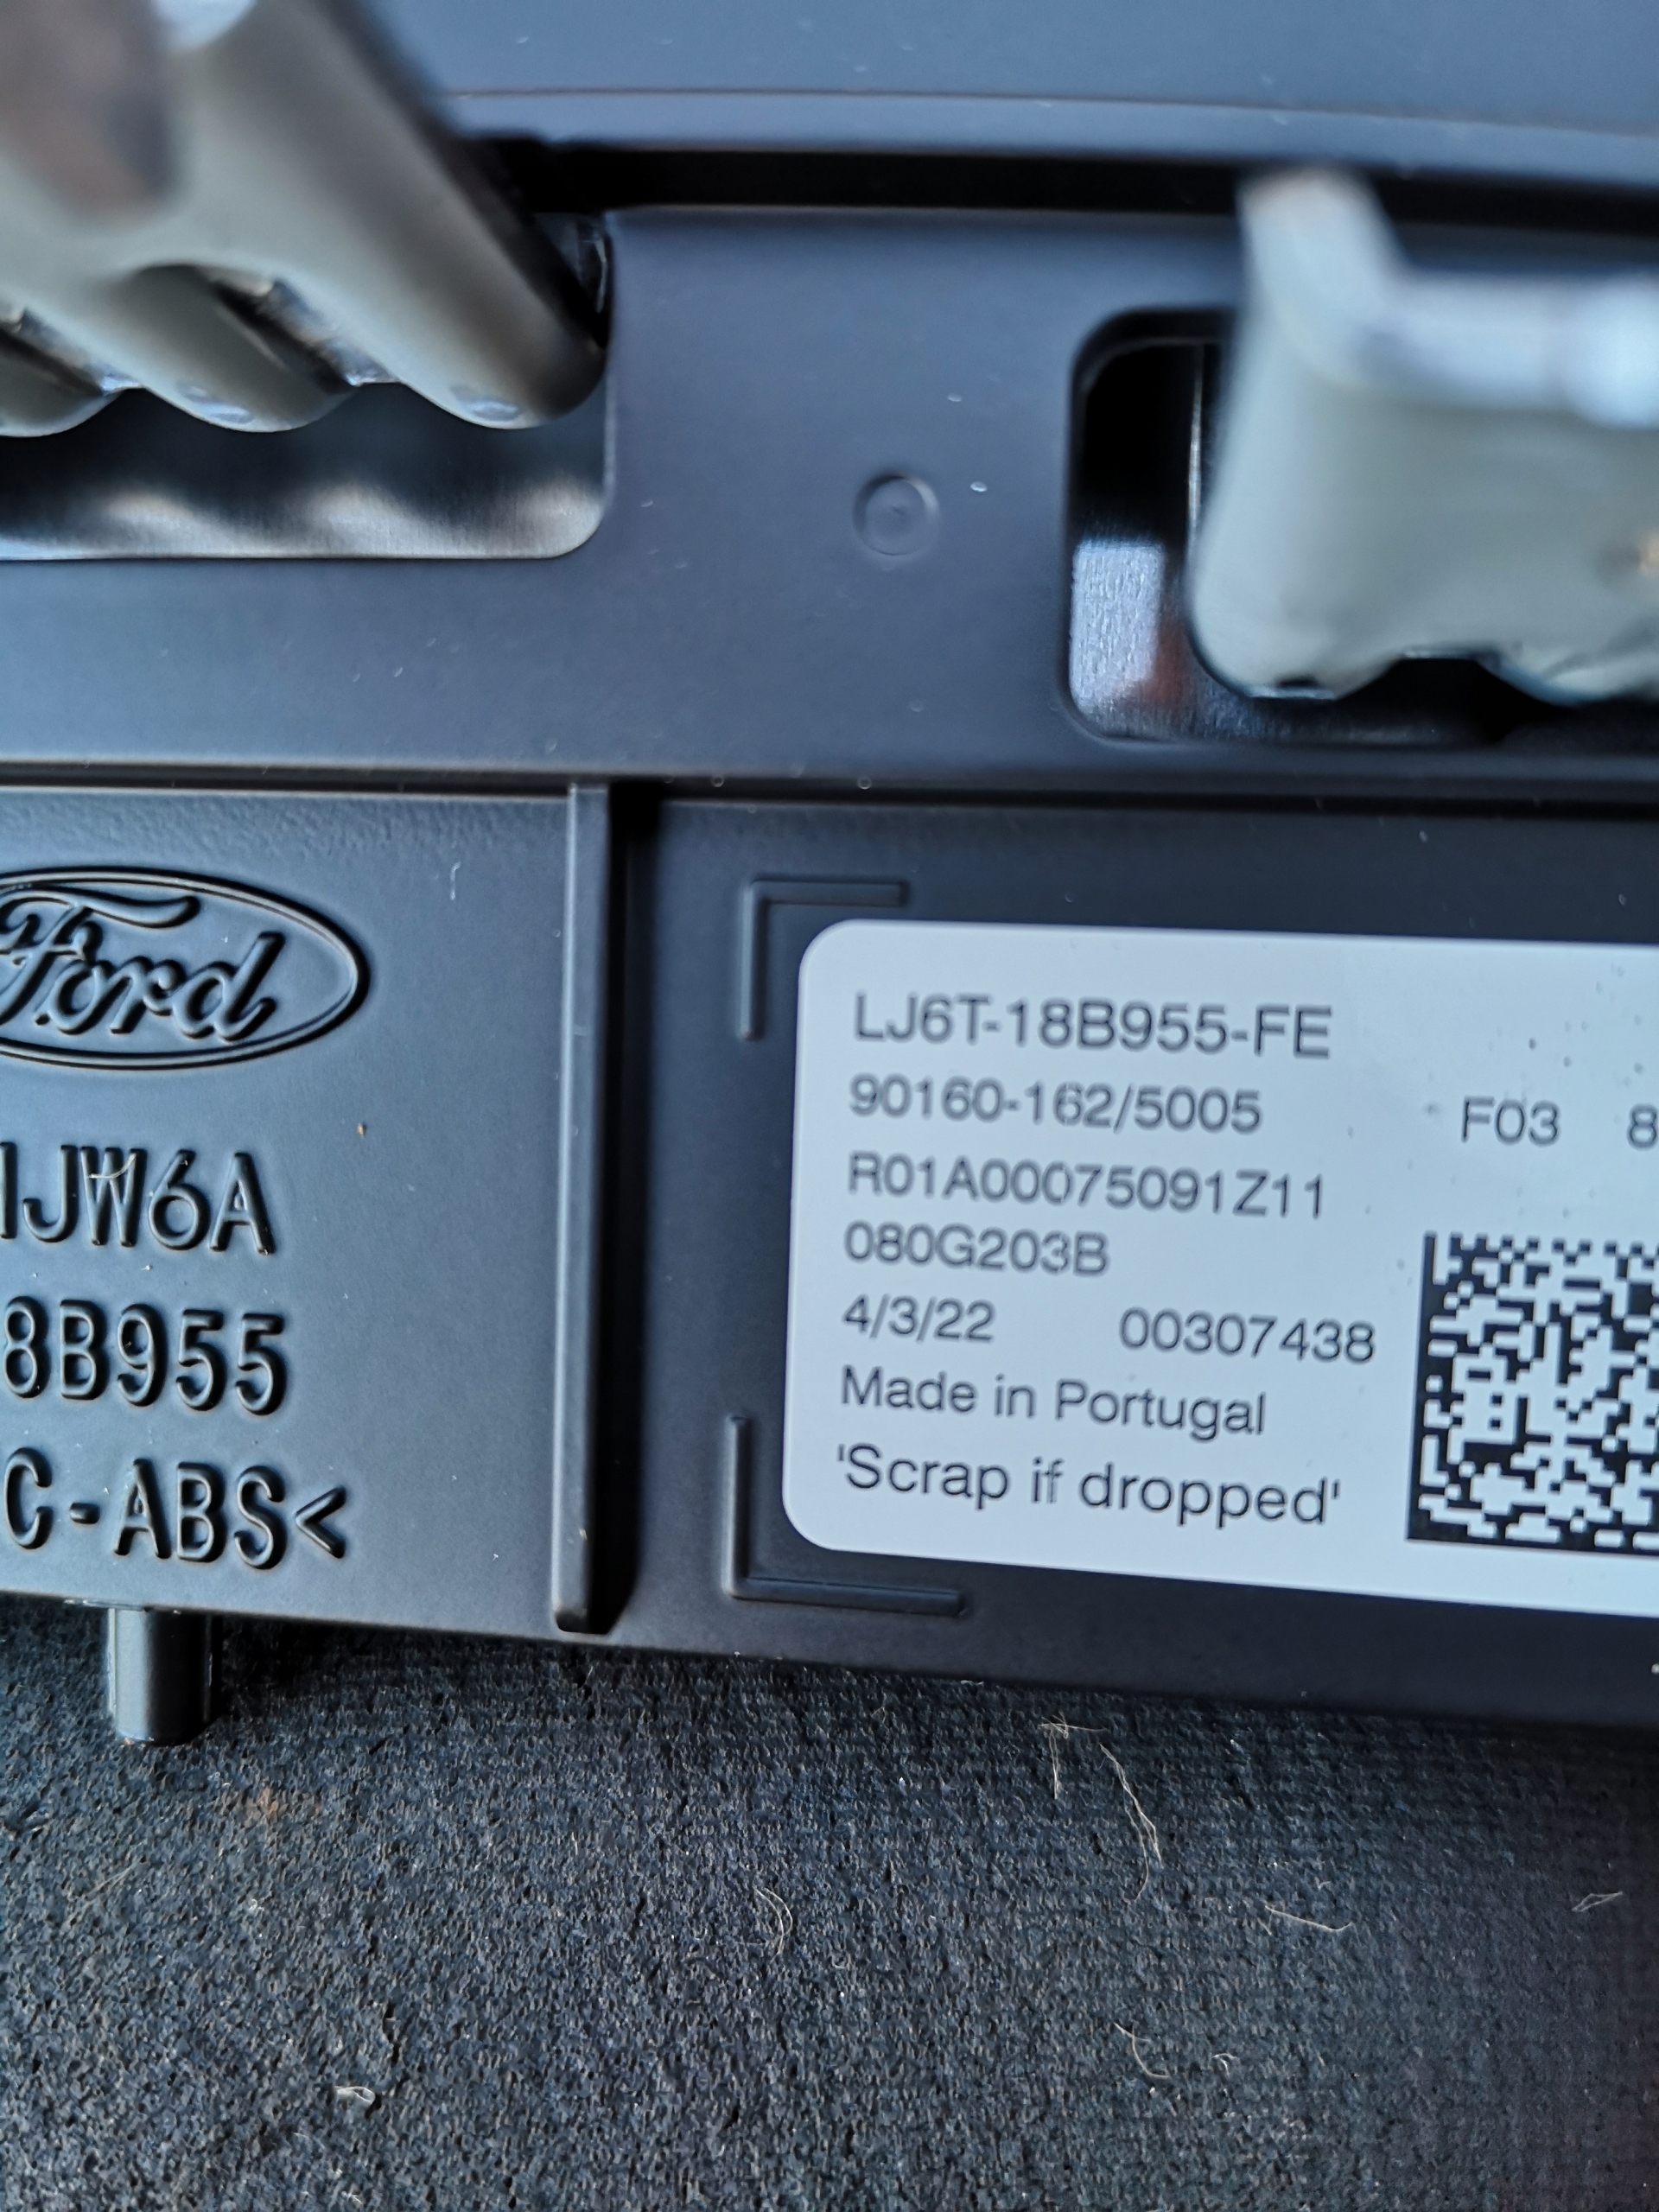 Ford
JW6A
8B955
C-ABS<
LJ6T-18B955-FE
90160-162/5005
F03 8
R01A00075091Z11
080G203B
4/3/22 00307438
Made in Portugal
'Scrap if dropped'